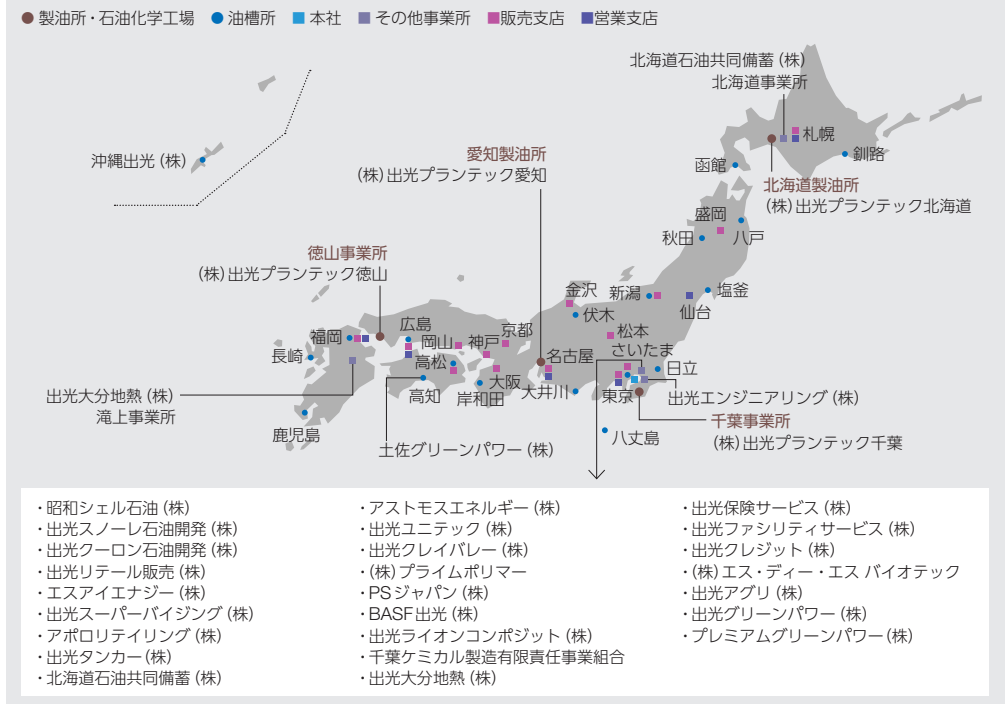 ● 製油所・石油化学工場 ● 油槽所 ■ 本社 ■ その他事業所 ■ 販売支店 ■ 営業支店
北海道石油共同備蓄(株)
北海道事業所
札幌
釧路
函館
北海道製油所
(株)出光プランテック北海道
沖縄出光(株)
愛知製油所
(株)出光プランテック愛知
盛岡
秋田
八戸
徳山事業所
(株)出光プランテック徳山
金沢
新潟
塩釜
仙台
伏木
福岡
広島
岡山
神戸
京都
松本
さいたま
長崎
高松
名古屋
日立
出光大分地熱(株)
滝上事業所
高知
岸和田
大阪
大井川
東京
出光エンジニアリング(株)
鹿児島
土佐グリーンパワー(株)
八丈島
千葉事業所
(株)出光プランテック千葉
・昭和シェル石油(株)
・出光スノーレ石油開発(株)
・出光クーロン石油開発(株)
・出光リテール販売(株)
・エスアイエナジー(株)
・出光スーパーバイジング(株)
・アポロリテイリング(株)
・出光タンカー(株)
・北海道石油共同備蓄(株)
・アストモスエネルギー(株)
・出光ユニテック(株)
・出光クレイバレー(株)
・(株)プライムポリマー
・PSジャパン(株)
・BASF出光(株)
・出光ライオンコンポジット(株)
・千葉ケミカル製造有限責任事業組合
・出光大分地熱(株)
・出光保険サービス(株)
・出光ファシリティサービス(株)
・出光クレジット(株)
・(株)エス・ディー・エス バイオテック
・出光アグリ(株)
・出光グリーンパワー(株)
・プレミアムグリーンパワー(株)